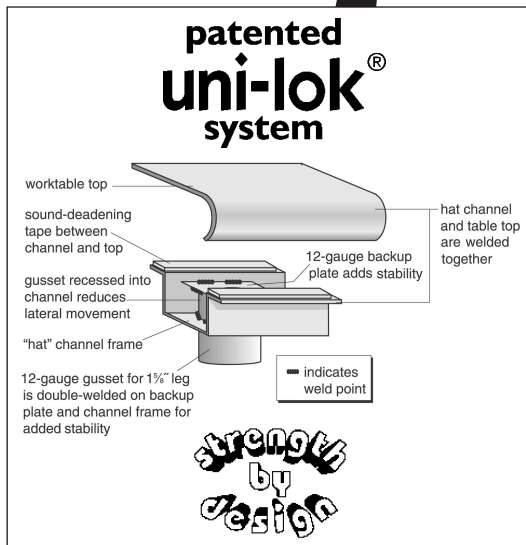 patented
uni-lok®
system
worktable top
sound-deadening
tape between
channel and top
gusset recessed into
channel reduces
lateral movement
“hat” channel frame
12-gauge gusset for 1⅝˝ leg
is double-welded on backup
plate and channel frame for
added stability
12-gauge backup
plate adds stability
hat channel
and table top
are welded
together
indicates
weld point
strength
by
design